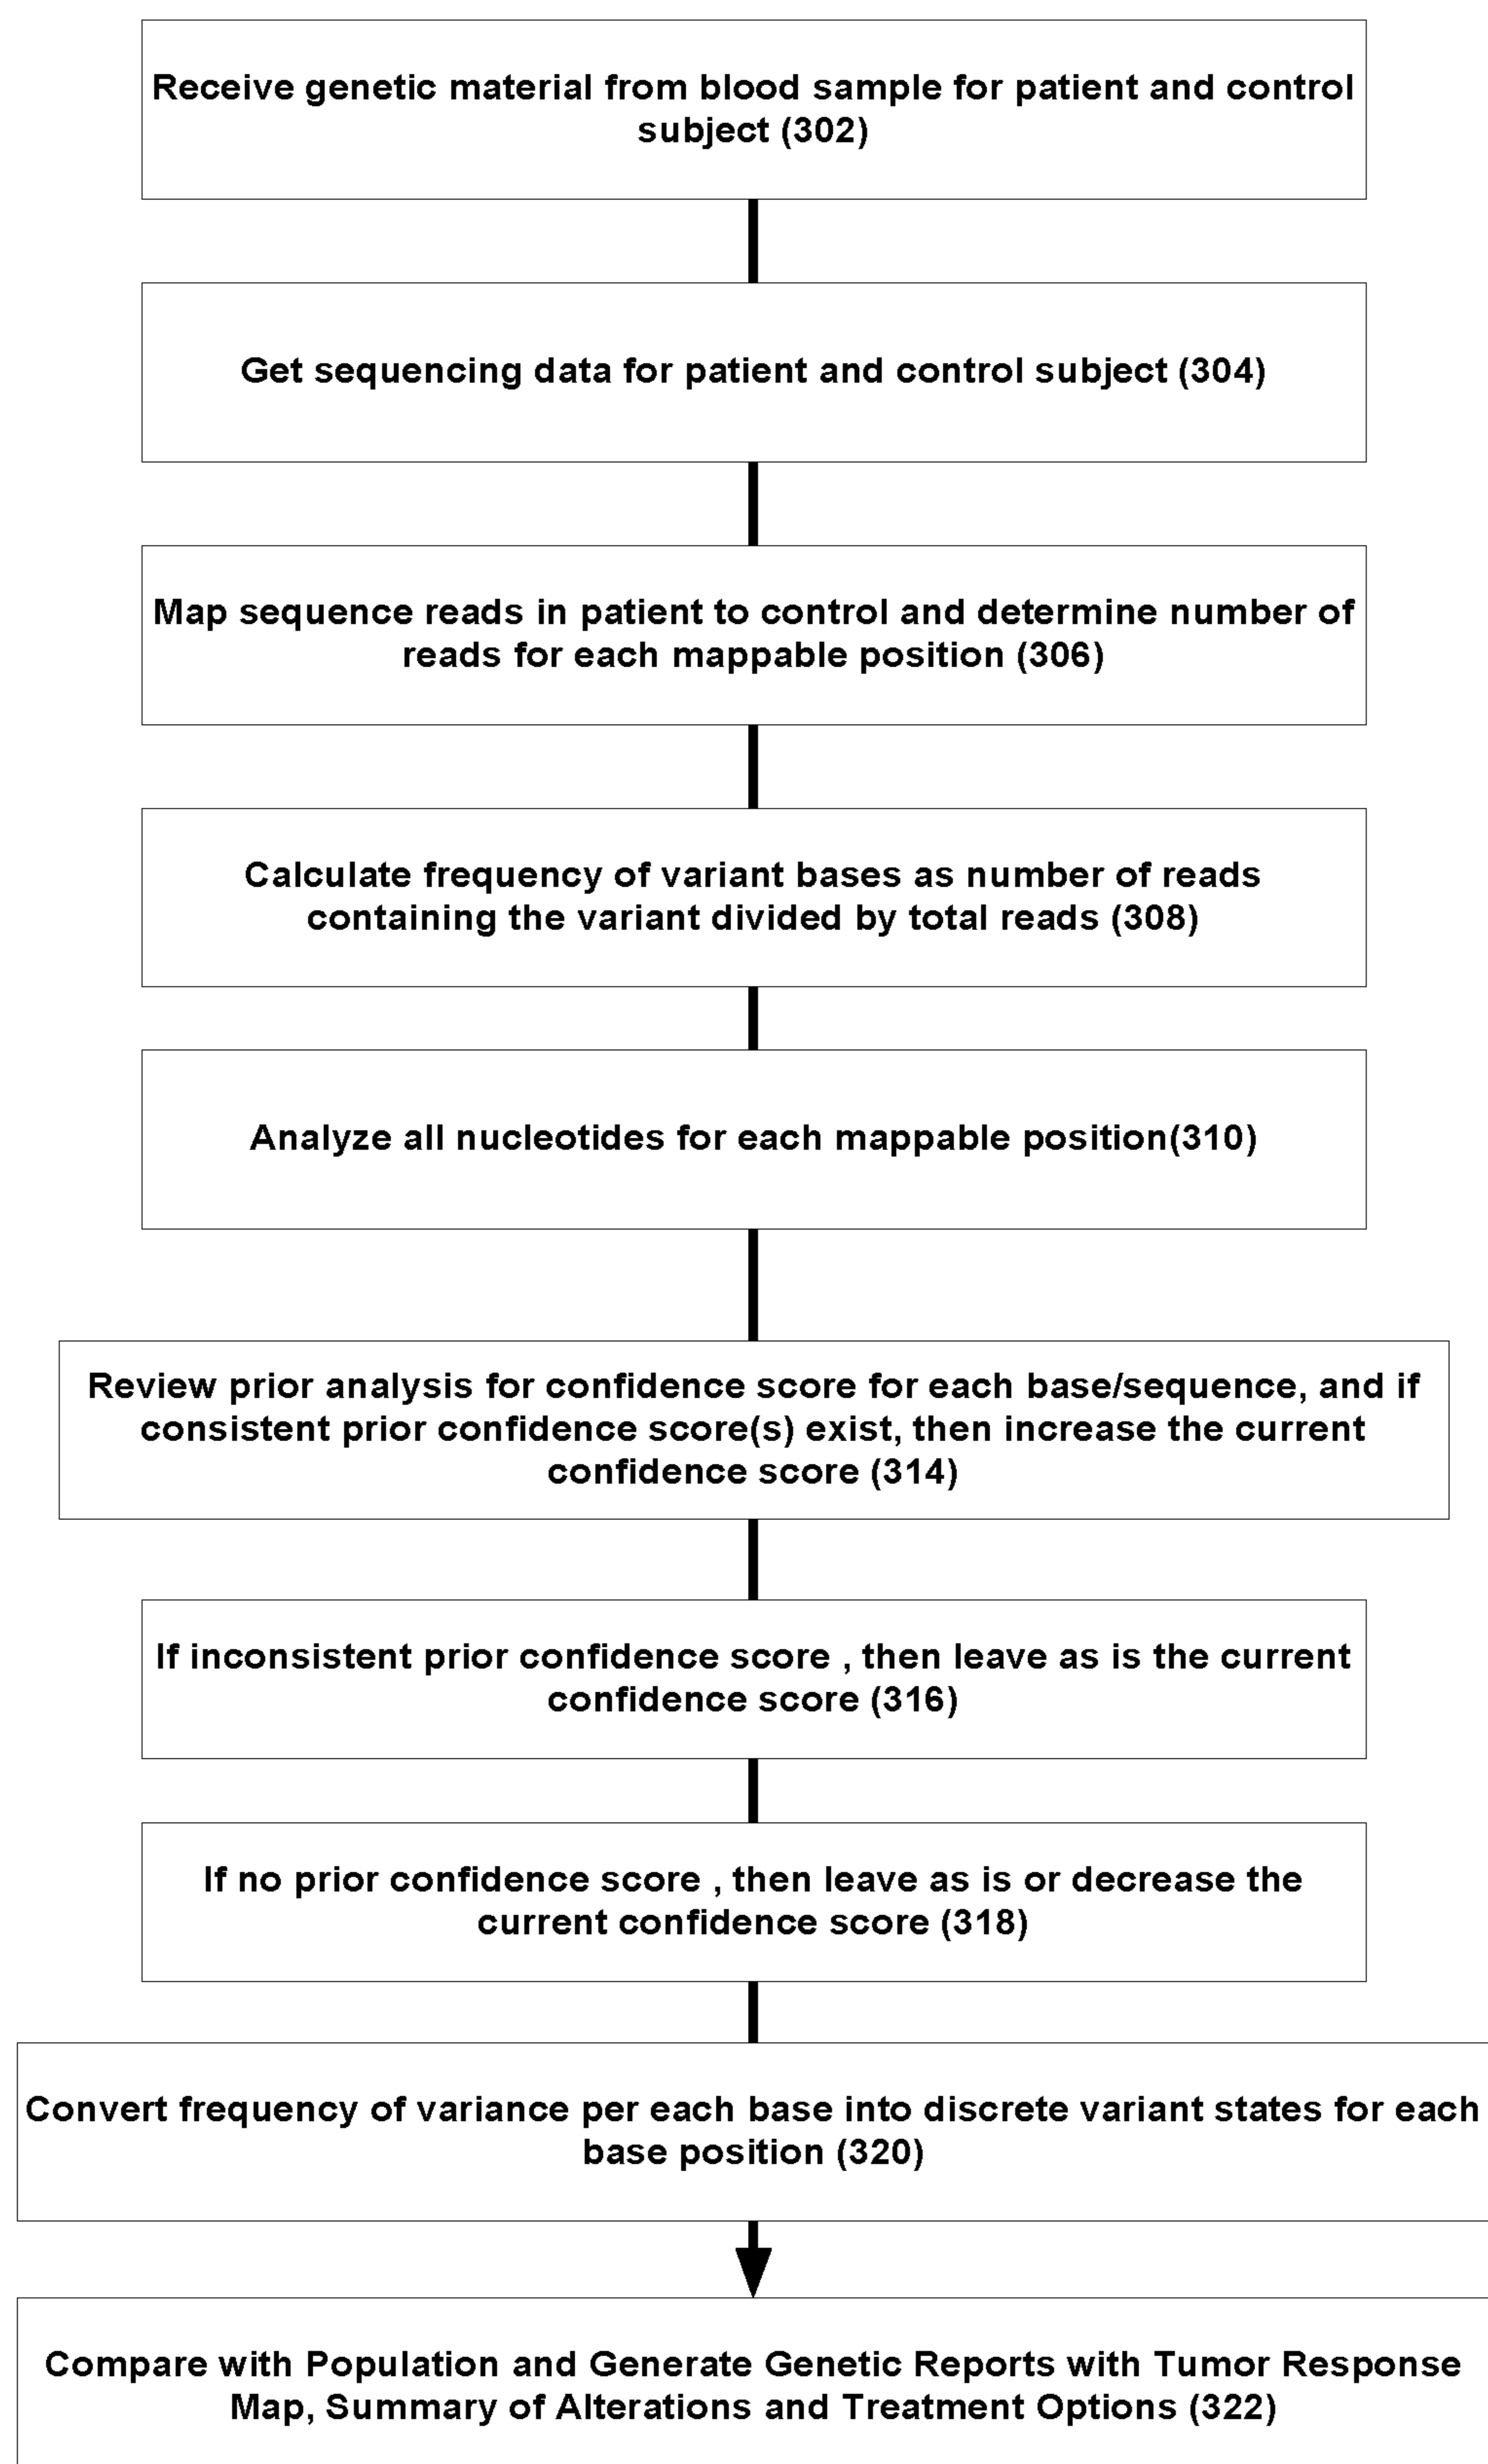 Receive genetic material from blood sample for patient and control
subject (302)
Get sequencing data for patient and control subject (304)
Map sequence reads in patient to control and determine number of
reads for each mappable position (306)
Calculate frequency of variant bases as number of reads
containing the variant divided by total reads (308)
Analyze all nucleotides for each mappable position(310)
Review prior analysis for confidence score for each base/sequence, and if
consistent prior confidence score(s) exist, then increase the current
confidence score (314)
If inconsistent prior confidence score , then leave as is the current
confidence score (316)
If no prior confidence score , then leave as is or decrease the
current confidence score (318)
Convert frequency of variance per each base into discrete variant states for each
base position (320)
Compare with Population and Generate Genetic Reports with Tumor Response
Map, Summary of Alterations and Treatment Options (322)